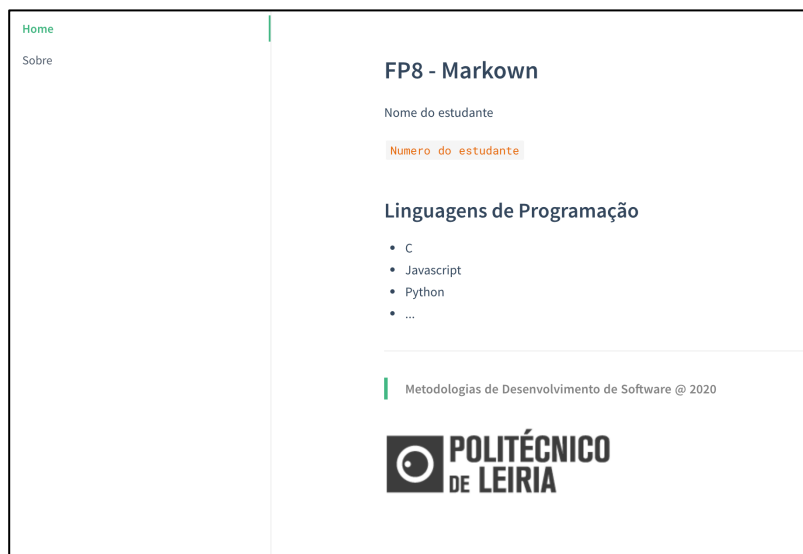 Home
Sobre
FP8 - Markown
Nome do estudante
Numero do estudante
Linguagens de Programação
C
Javascript
Python
...
Metodologias de Desenvolvimento de Software @ 2020
POLITÉCNICO
DE LEIRIA